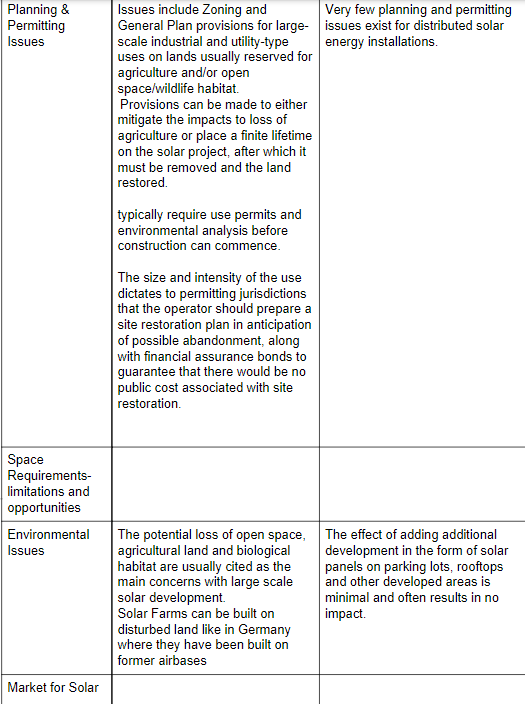 Planning &
Permitting
Issues
Issues include Zoning and
General Plan provisions for large-
scale industrial and utility-type
uses on lands usually reserved for
agriculture and/or open
space/wildlife habitat.
Provisions can be made to either
mitigate the impacts to loss of
agriculture or place a finite lifetime
on the solar project, after which it
must be removed and the land
restored.
typically require use permits and
environmental analysis before
construction can commence.
The size and intensity of the use
dictates to permitting jurisdictions
that the operator should prepare a
site restoration plan in anticipation
of possible abandonment, along
with financial assurance bonds to
guarantee that there would be no
public cost associated with site
restoration.
Very few planning and permitting
issues exist for distributed solar
energy installations.
Space
Requirements-
limitations and
opportunities
Environmental
Issues
The potential loss of open space,
agricultural land and biological
habitat are usually cited as the
main concerns with large scale
solar development.
Solar Farms can be built on
disturbed land like in Germany
where they have been built on
former airbases
The effect of adding additional
development in the form of solar
panels on parking lots, rooftops
and other developed areas is
minimal and often results in no
impact.
Market for Solar